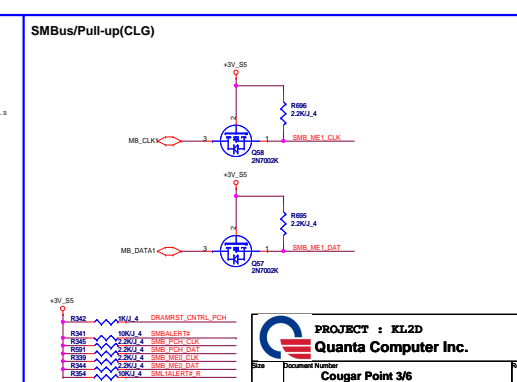 SMBus/Pull-up(CLG)
+3V_S5
R696
2.2K/J_4
2
MB_CLK1
3
1
SMB_ME1_CLK
Q58
2N7002K
+3V_S5
R695
2.2K/J_4
2
MB_DATA1
3
1
SMB_ME1_DAT
Q57
2N7002K
+3V_S5
R342 1K/J_4 DRAMRST_CNTRL_PCH
R341 10K/J_4 SMBALERT#
R345 2.2K/J_4 SMB_PCH_CLK
R591 2.2K/J_4 SMB_PCH_DAT
R339 2.2K/J_4 SMB_ME0_CLK
R344 2.2K/J_4 SMB_ME0_DAT
R354 10K/J_4 SML1ALERT#_R
PROJECT : KL2D
Quanta Computer Inc.
Size Document Number
Cougar Point 3/6